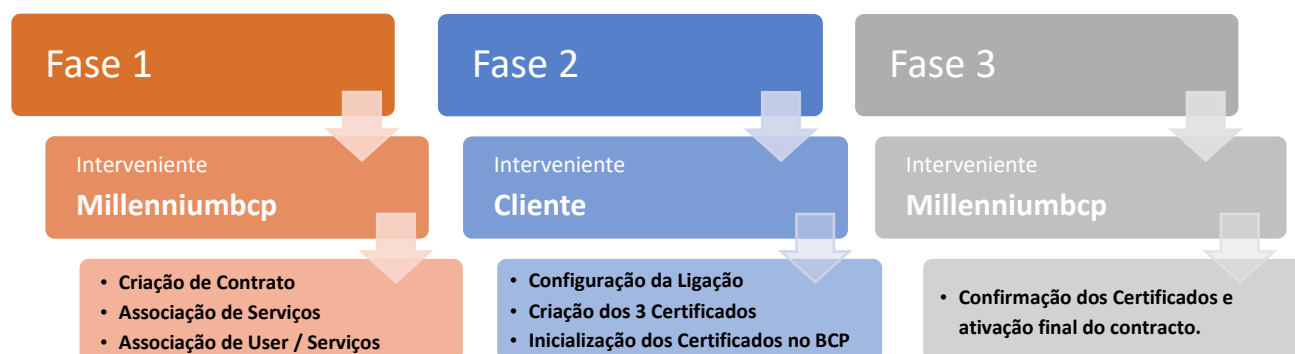 Fase 1
Interveniente
Millenniumbcp
• Criação de Contrato
• Associação de Serviços
• Associação de User / Serviços
Fase 2
Interveniente
Cliente
• Configuração da Ligação
• Criação dos 3 Certificados
• Inicialização dos Certificados no BCP
Fase 3
Interveniente
Millenniumbcp
• Confirmação dos Certificados e
ativação final do contracto.